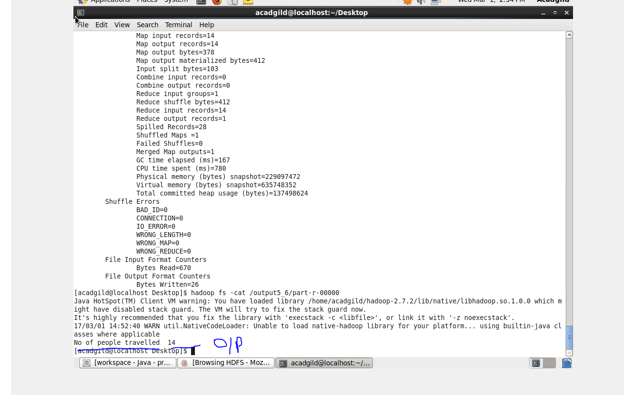 acadgild@localhost:~/Desktop
File Edit View Search Terminal Help
Map input records=14
Map output records=14
Map output bytes=378
Map output materialized bytes=412
Input split bytes=103
Combine input records=0
Combine output records=0
Reduce input groups=1
Reduce shuffle bytes=412
Reduce input records=14
Reduce output records=1
Spilled Records=28
Shuffled Maps =1
Failed Shuffles=0
Merged Map outputs=1
GC time elapsed (ms)=167
CPU time spent (ms)=780
Physical memory (bytes) snapshot=229097472
Virtual memory (bytes) snapshot=635748352
Total committed heap usage (bytes)=137498624
Shuffle Errors
BAD_ID=0
CONNECTION=0
IO_ERROR=0
WRONG_LENGTH=0
WRONG_MAP=0
WRONG_REDUCE=0
File Input Format Counters
Bytes Read=670
File Output Format Counters
Bytes Written=26
[acadgild@localhost Desktop]$ hadoop fs -cat /output5_6/part-r-00000
Java HotSpot(TM) Client VM warning: You have loaded library /home/acadgild/hadoop-2.7.2/lib/native/libhadoop.so.1.0.0 which m
ight have disabled stack guard. The VM will try to fix the stack guard now.
It's highly recommended that you fix the library with 'execstack -c <libfile>', or link it with '-z noexecstack'.
17/03/01 14:52:40 WARN util.NativeCodeLoader: Unable to load native-hadoop library for your platform... using builtin-java cl
asses where applicable
No of people travelled 14
O/P
[acadgild@localhost Desktop]$
[workspace - Java - pr... [Browsing HDFS - Moz... acadgild@localhost:~/...